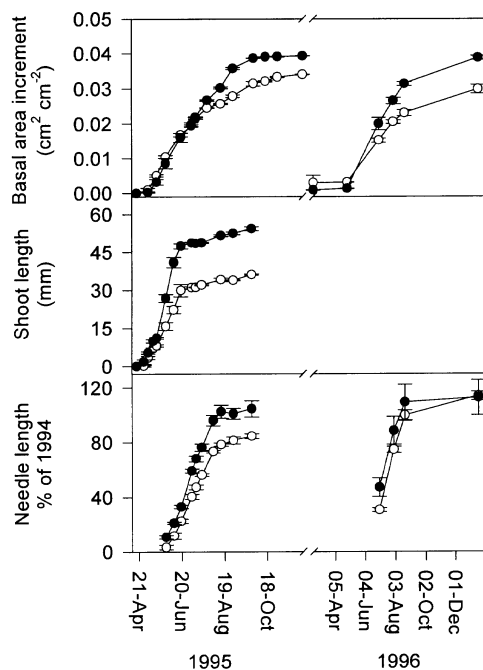 Basal area increment
(cm² cm⁻²)
0.05
0.04
0.03
0.02
0.01
0.00
Shoot length
(mm)
60
45
30
15
0
Needle length
% of 1994
120
80
40
0
21-Apr
20-Jun
19-Aug
18-Oct
05-Apr
04-Jun
03-Aug
02-Oct
01-Dec
1995
1996